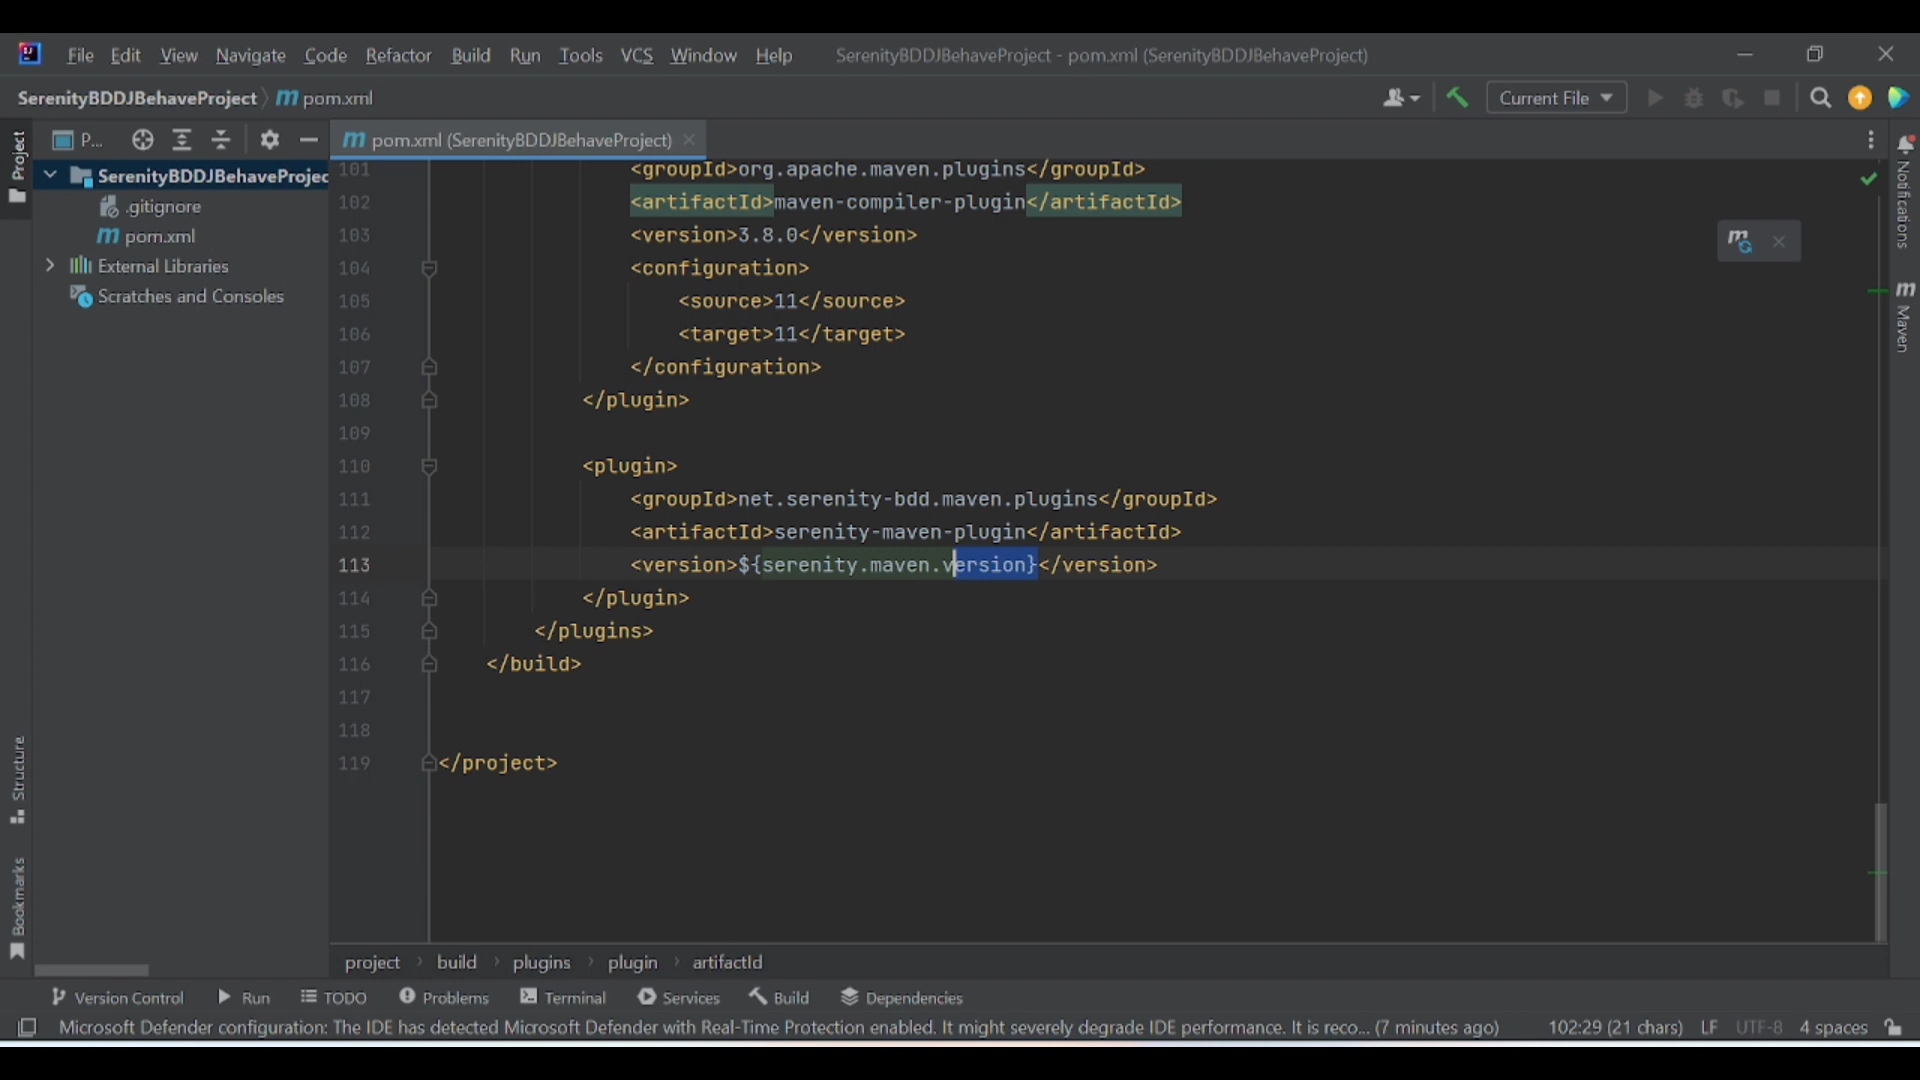 File Edit View Navigate Code Refactor Build Run Tools VCS Window Help SerenityBDDJBehaveProject - pom.xml (SerenityBDDJBehaveProject)
SerenityBDDJBehaveProject pom.xml Current File
Project P... pom.xml (SerenityBDDJBehaveProject)
SerenityBDDJBehaveProjec
.gitignore
pom.xml
External Libraries
Scratches and Consoles
101 <groupId>org.apache.maven.plugins</groupId>
102 <artifactId>maven-compiler-plugin</artifactId>
103 <version>3.8.0</version>
104 <configuration>
105 <source>11</source>
106 <target>11</target>
107 </configuration>
108 </plugin>
109
110 <plugin>
111 <groupId>net.serenity-bdd.maven.plugins</groupId>
112 <artifactId>serenity-maven-plugin</artifactId>
113 <version>${serenity.maven.version}</version>
114 </plugin>
115 </plugins>
116 </build>
117
118
119 </project>
Notifications
Maven
Structure
Bookmarks
project build plugins plugin artifactId
Version Control Run TODO Problems Terminal Services Build Dependencies
Microsoft Defender configuration: The IDE has detected Microsoft Defender with Real-Time Protection enabled. It might severely degrade IDE performance. It is reco... (7 minutes ago) 102:29 (21 chars) LF UTF-8 4 spaces